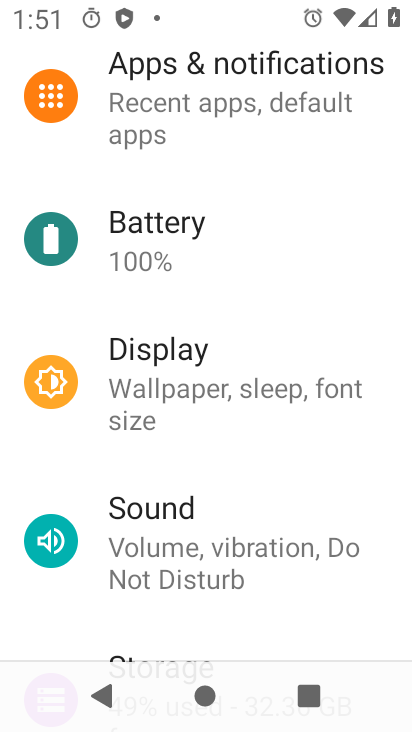 1:51
Apps & notifications
Recent apps, default
apps
Battery
100%
Display
Wallpaper, sleep, font
size
Sound
Volume, vibration, Do
Not Disturb
Storage
49% used - 32.36 GB